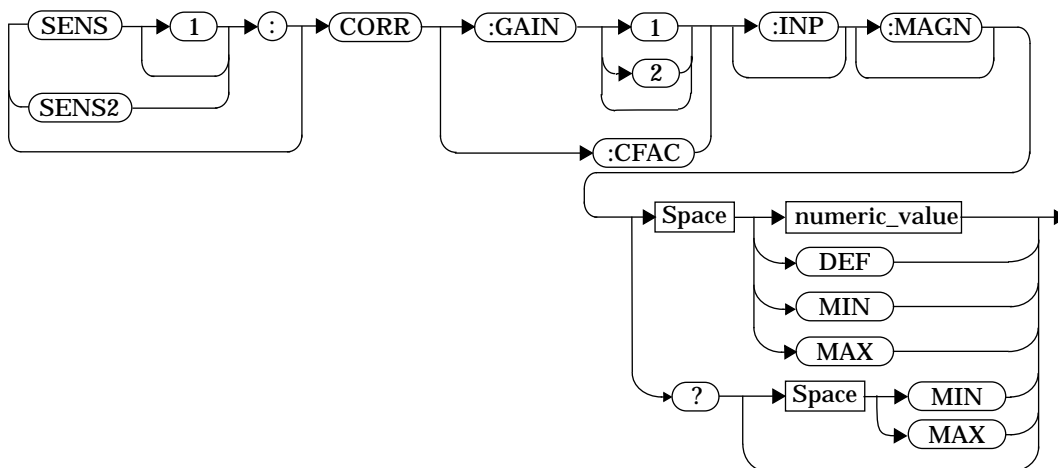 SENS 1 : CORR :GAIN 1 :INP :MAGN
SENS2 2
:CFAC
Space numeric_value
DEF
MIN
MAX
? Space MIN
MAX